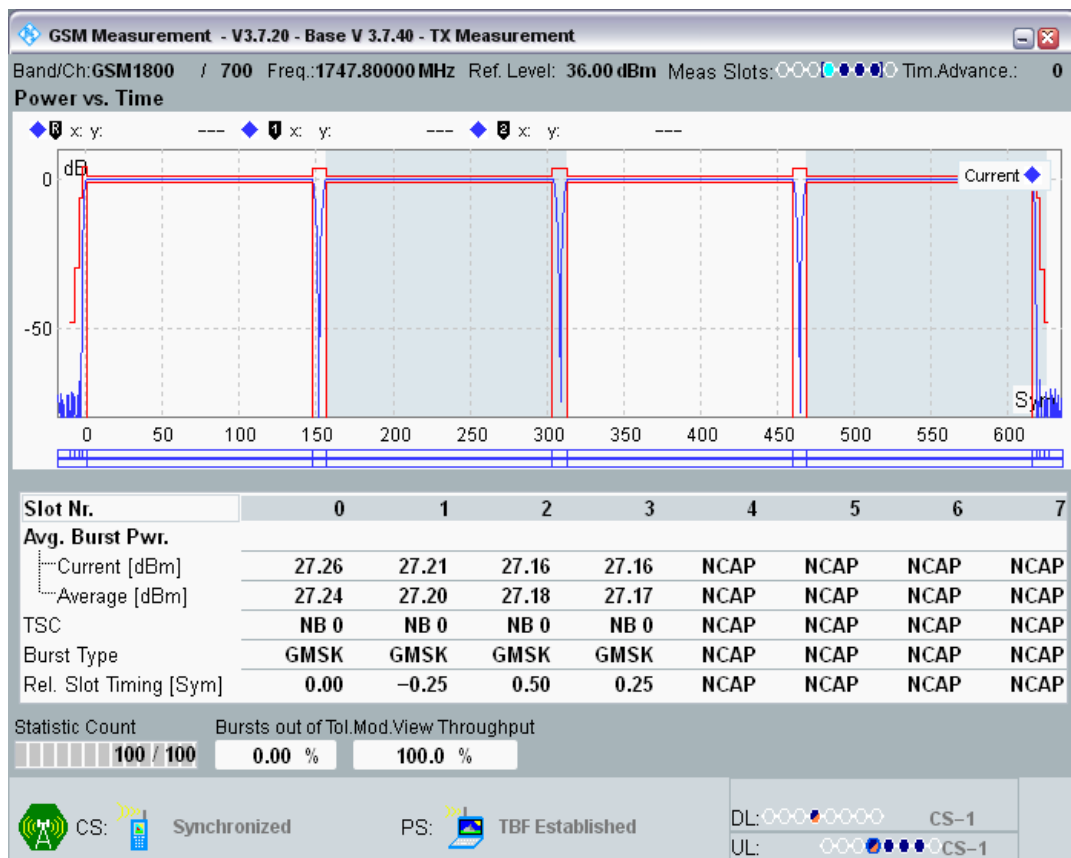 GSM Measurement - V3.7.20 - Base V 3.7.40 - TX Measurement
Band/Ch:GSM1800 / 700 Freq.:1747.80000 MHz Ref. Level: 36.00 dBm Meas Slots: Tim.Advance.: 0
Power vs. Time
R x: y: --- 1 x: y: --- 2 x: y: ---
dB
0
Current
-50
Sym
0 50 100 150 200 250 300 350 400 450 500 550 600
Slot Nr. 0 1 2 3 4 5 6 7
Avg. Burst Pwr.
Current [dBm] 27.26 27.21 27.16 27.16 NCAP NCAP NCAP NCAP
Average [dBm] 27.24 27.20 27.18 27.17 NCAP NCAP NCAP NCAP
TSC NB 0 NB 0 NB 0 NB 0 NCAP NCAP NCAP NCAP
Burst Type GMSK GMSK GMSK GMSK NCAP NCAP NCAP NCAP
Rel. Slot Timing [Sym] 0.00 −0.25 0.50 0.25 NCAP NCAP NCAP NCAP
Statistic Count Bursts out of Tol.Mod.View Throughput
100 / 100 0.00 % 100.0 %
CS: Synchronized PS: TBF Established
DL: CS−1
UL: CS−1